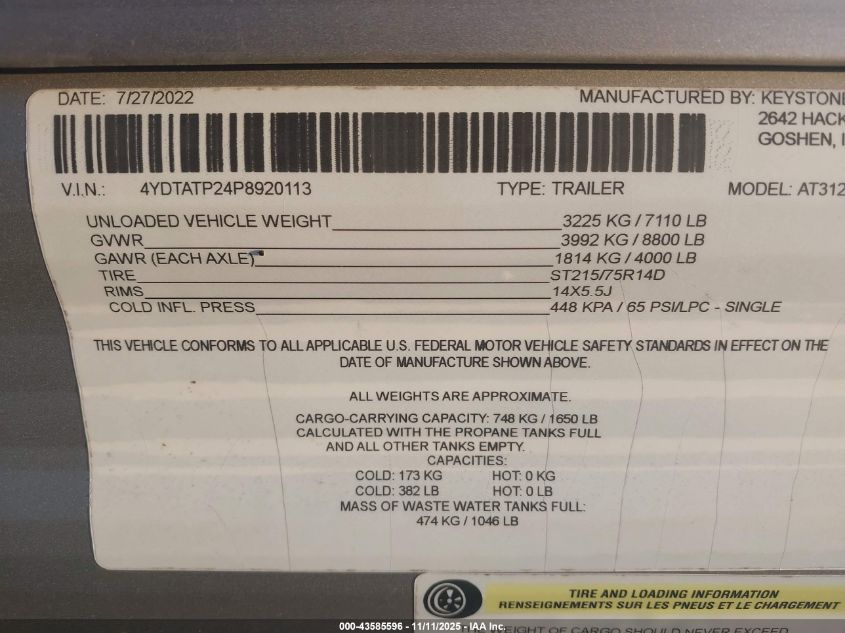 DATE: 7/27/2022 MANUFACTURED BY: KEYSTONE
2642 HACK
GOSHEN, I
V.I.N.: 4YDTATP24P8920113 TYPE: TRAILER MODEL: AT312
UNLOADED VEHICLE WEIGHT 3225 KG / 7110 LB
GVWR 3992 KG / 8800 LB
GAWR (EACH AXLE) 1814 KG / 4000 LB
TIRE ST215/75R14D
RIMS 14X5.5J
COLD INFL. PRESS 448 KPA / 65 PSI/LPC - SINGLE
THIS VEHICLE CONFORMS TO ALL APPLICABLE U.S. FEDERAL MOTOR VEHICLE SAFETY STANDARDS IN EFFECT ON THE
DATE OF MANUFACTURE SHOWN ABOVE.
ALL WEIGHTS ARE APPROXIMATE.
CARGO-CARRYING CAPACITY: 748 KG / 1650 LB
CALCULATED WITH THE PROPANE TANKS FULL
AND ALL OTHER TANKS EMPTY.
CAPACITIES:
COLD: 173 KG HOT: 0 KG
COLD: 382 LB HOT: 0 LB
MASS OF WASTE WATER TANKS FULL:
474 KG / 1046 LB
TIRE AND LOADING INFORMATION
RENSEIGNEMENTS SUR LES PNEUS ET LE CHARGEMENT
WEIGHT OF CARGO SHOULD NEVER EXCEED
000-43585596 - 11/11/2025 - IAA Inc.